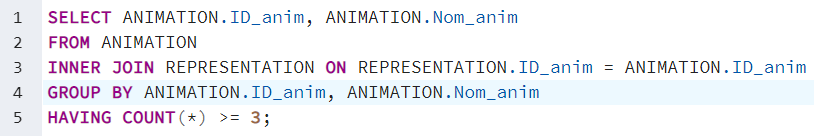 1 SELECT ANIMATION.ID_anim, ANIMATION.Nom_anim
2 FROM ANIMATION
3 INNER JOIN REPRESENTATION ON REPRESENTATION.ID_anim = ANIMATION.ID_anim
4 GROUP BY ANIMATION.ID_anim, ANIMATION.Nom_anim
5 HAVING COUNT(*) >= 3;